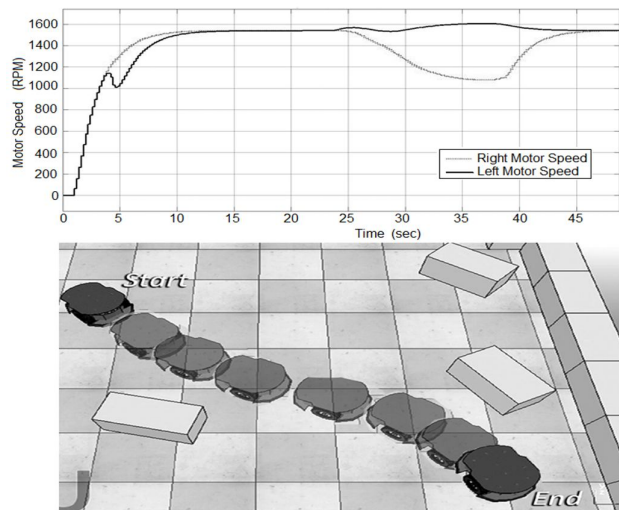 Motor Speed (RPM)
1600
1400
1200
1000
800
600
400
200
0
0 5 10 15 20 25 30 35 40 45
Right Motor Speed
Left Motor Speed
Time (sec)
Start
End